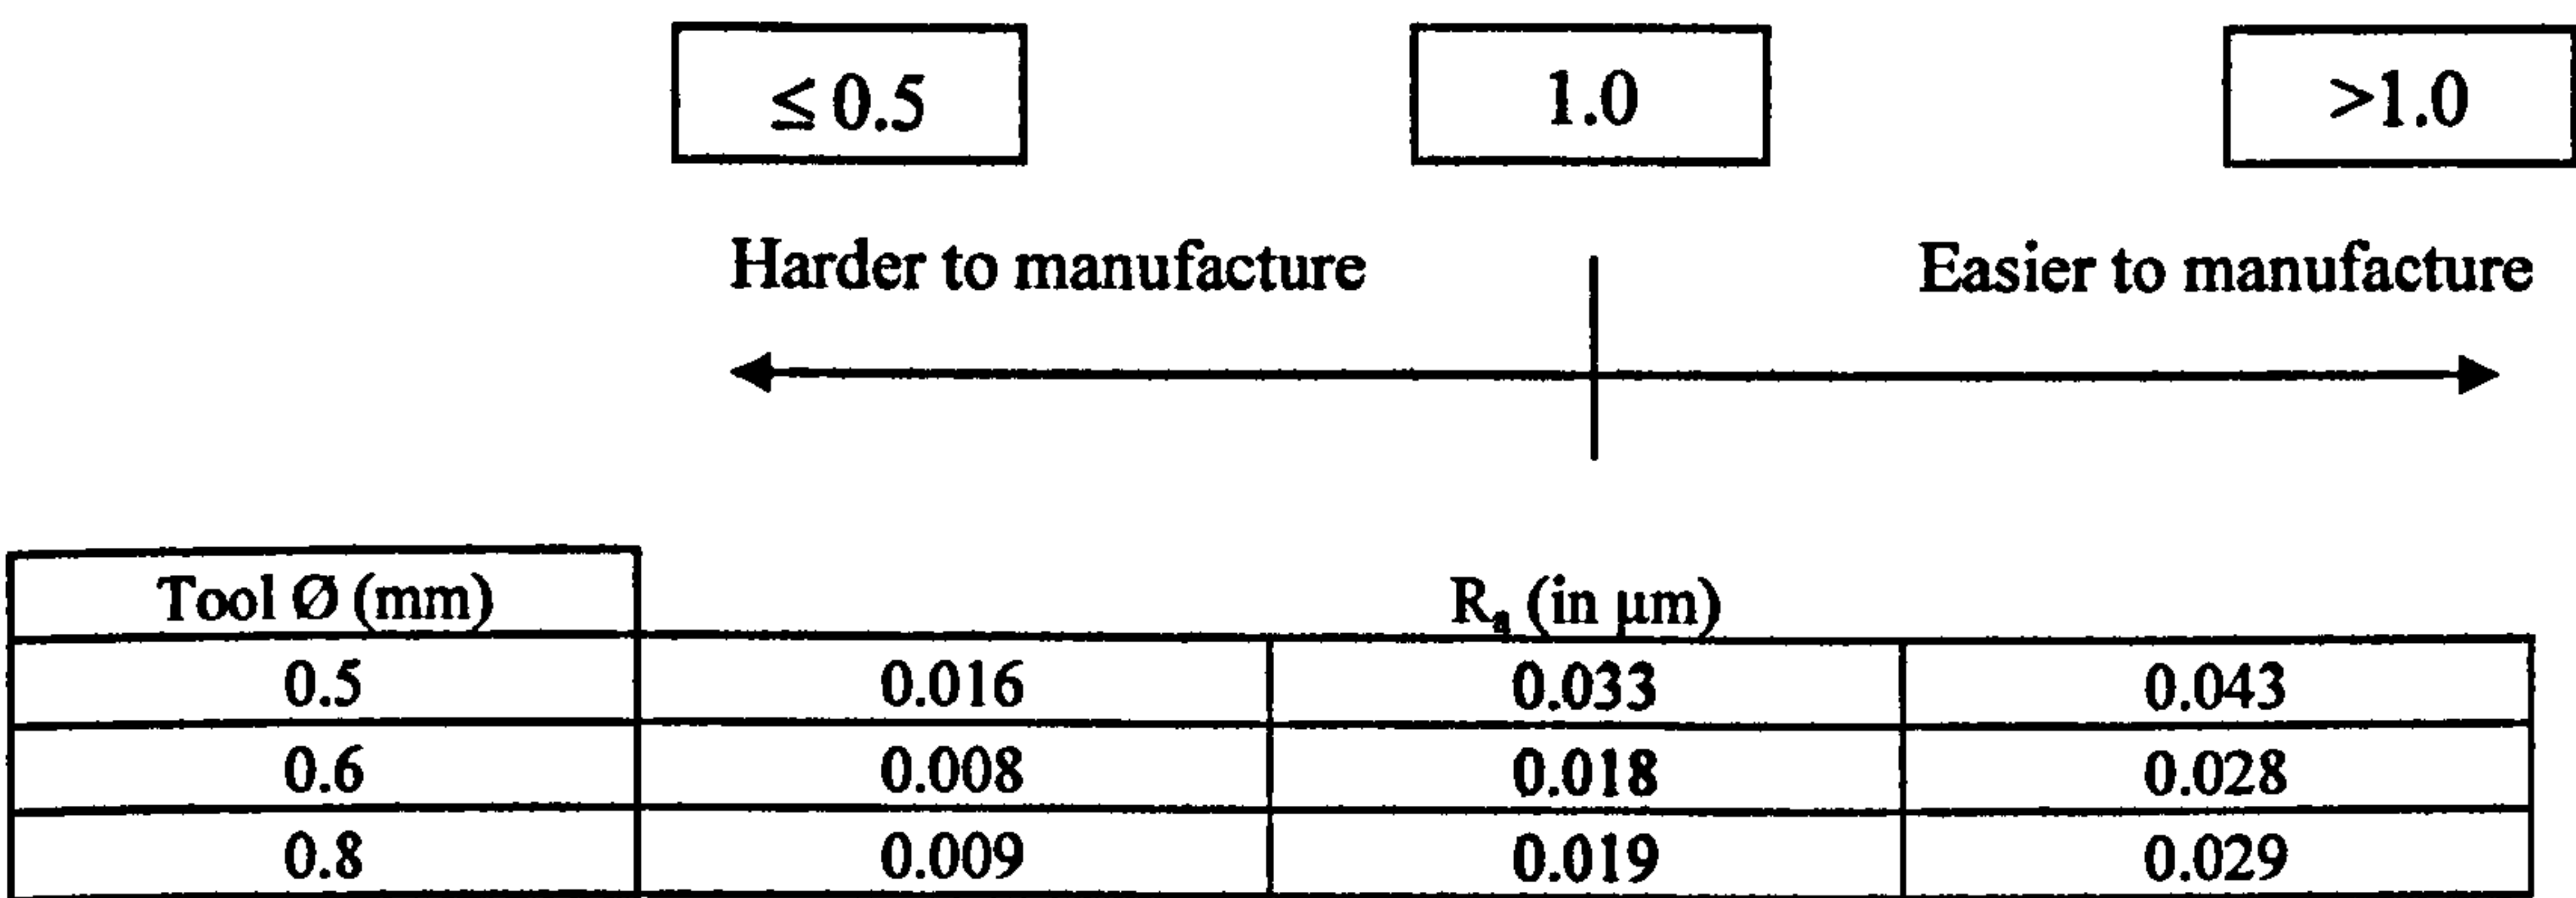 ≤ 0.5 1.0 >1.0
Harder to manufacture Easier to manufacture
Tool Ø (mm) Rₐ (in μm)
0.5 0.016 0.033 0.043
0.6 0.008 0.018 0.028
0.8 0.009 0.019 0.029